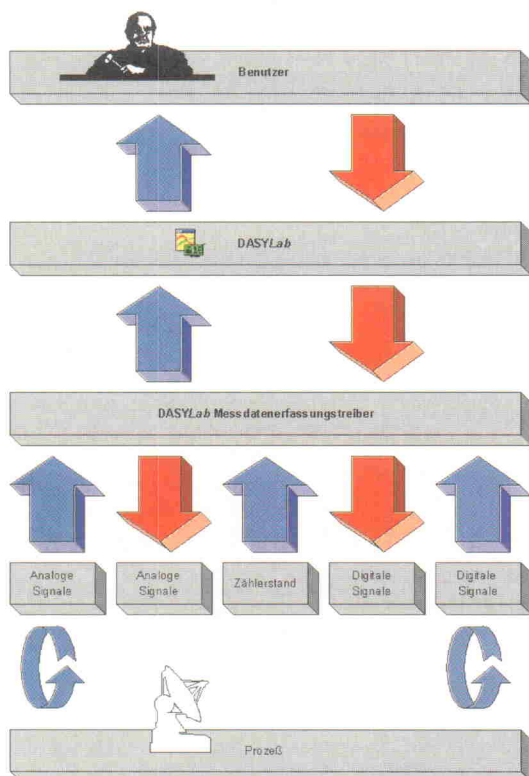 Benutzer
DASYLab
DASYLab Messdatenerfassungstreiber
Analoge
Signale
Analoge
Signale
Zählerstand
Digitale
Signale
Digitale
Signale
Prozeß